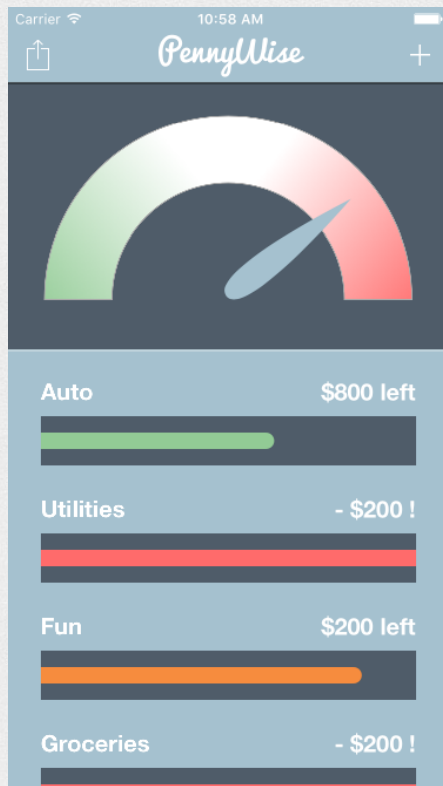 Carrier 10:58 AM
PennyWise
Auto $800 left
Utilities - $200 !
Fun $200 left
Groceries - $200 !